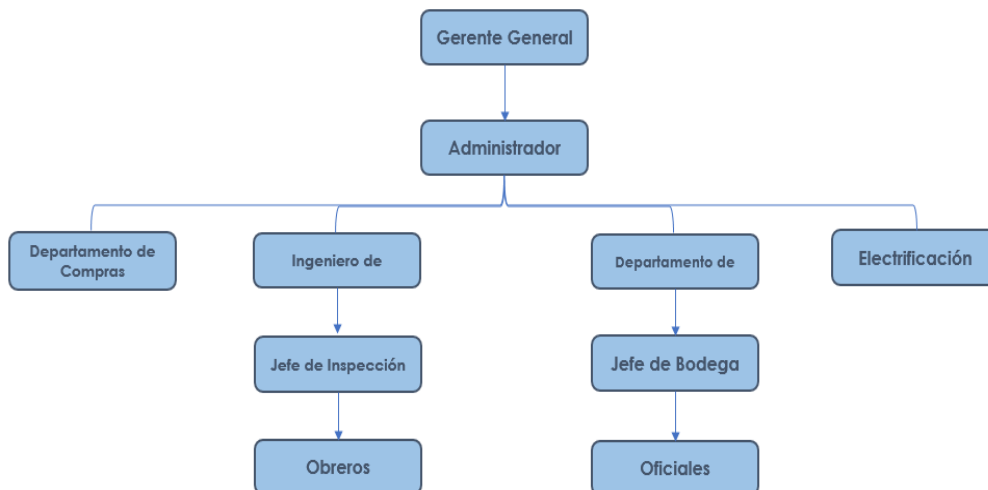 Gerente General
Administrador
Departamento de
Compras
Ingeniero de
Departamento de
Electrificación
Jefe de Inspección
Jefe de Bodega
Obreros
Oficiales